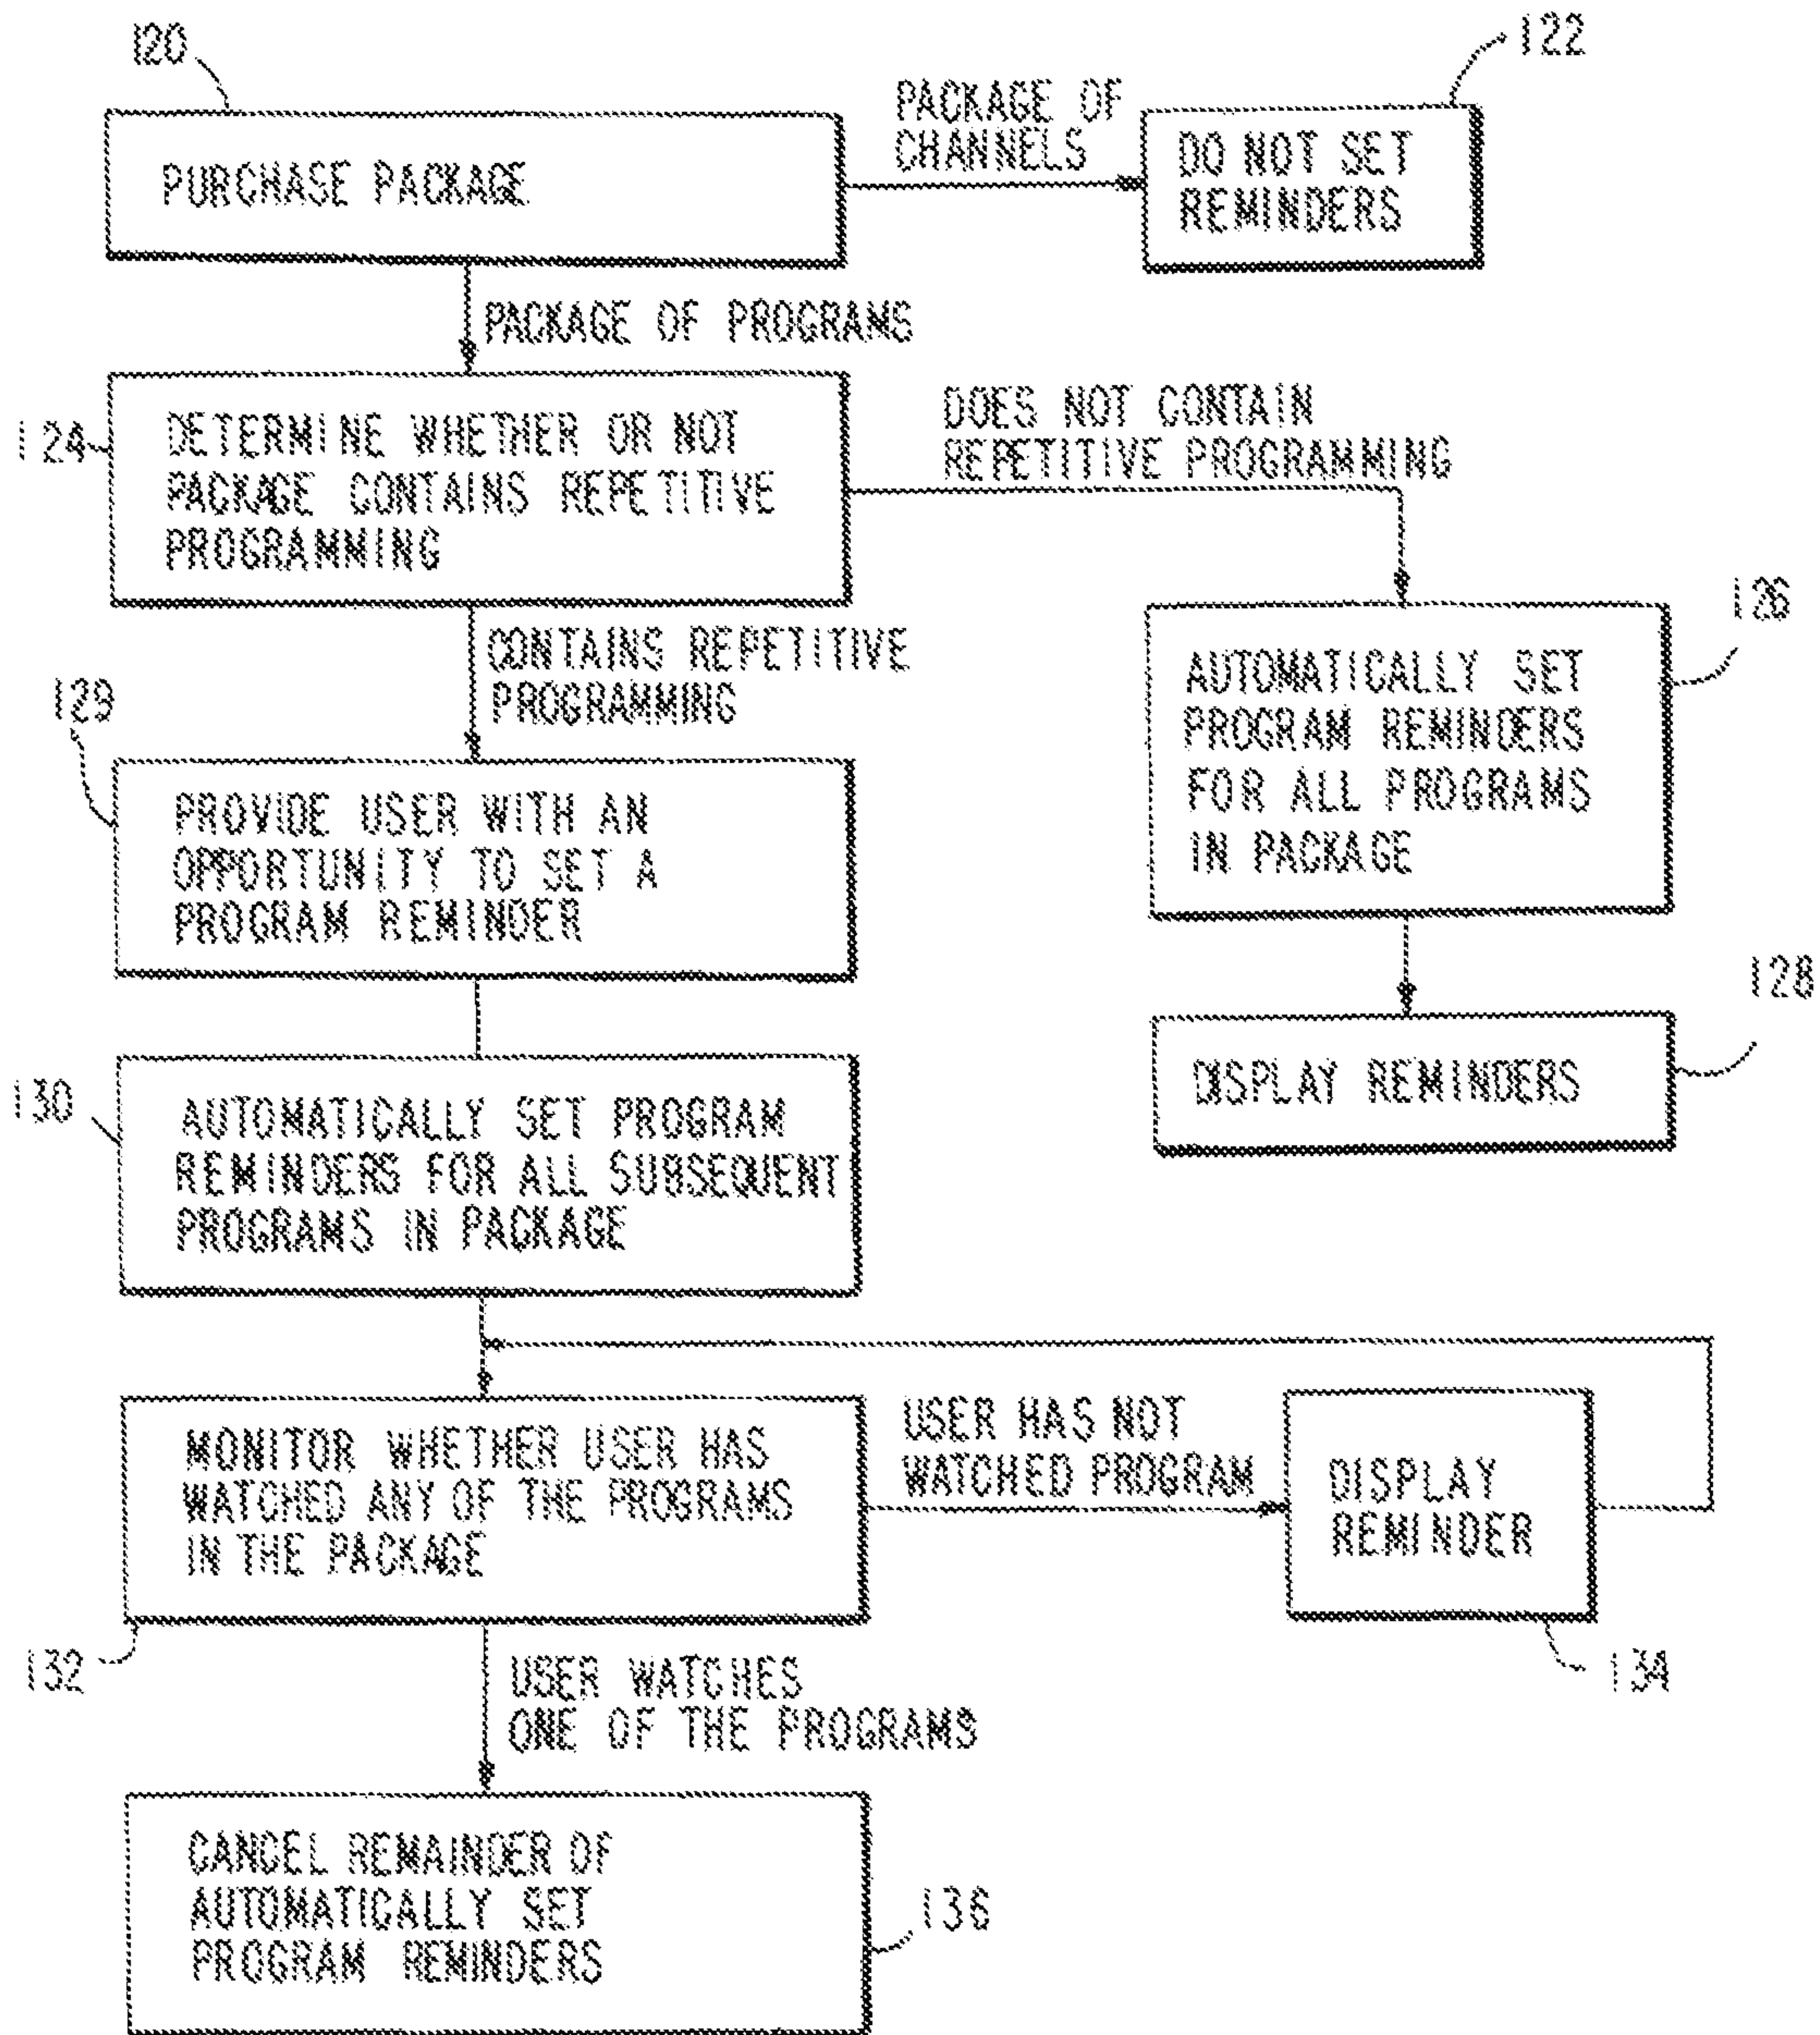 120
122
PACKAGE OF
CHANNELS
PURCHASE PACKAGE
DO NOT SET
REMINDERS
PACKAGE OF PROGRAMS
124
DETERMINE WHETHER OR NOT
PACKAGE CONTAINS REPETITIVE
PROGRAMMING
DOES NOT CONTAIN
REPETITIVE PROGRAMMING
126
CONTAINS REPETITIVE
PROGRAMMING
AUTOMATICALLY SET
PROGRAM REMINDERS
FOR ALL PROGRAMS
IN PACKAGE
129
PROVIDE USER WITH AN
OPPORTUNITY TO SET A
PROGRAM REMINDER
128
DISPLAY REMINDERS
130
AUTOMATICALLY SET PROGRAM
REMINDERS FOR ALL SUBSEQUENT
PROGRAMS IN PACKAGE
MONITOR WHETHER USER HAS
WATCHED ANY OF THE PROGRAMS
IN THE PACKAGE
USER HAS NOT
WATCHED PROGRAM
DISPLAY
REMINDER
132
134
USER WATCHES
ONE OF THE PROGRAMS
CANCEL REMAINDER OF
AUTOMATICALLY SET
PROGRAM REMINDERS
136